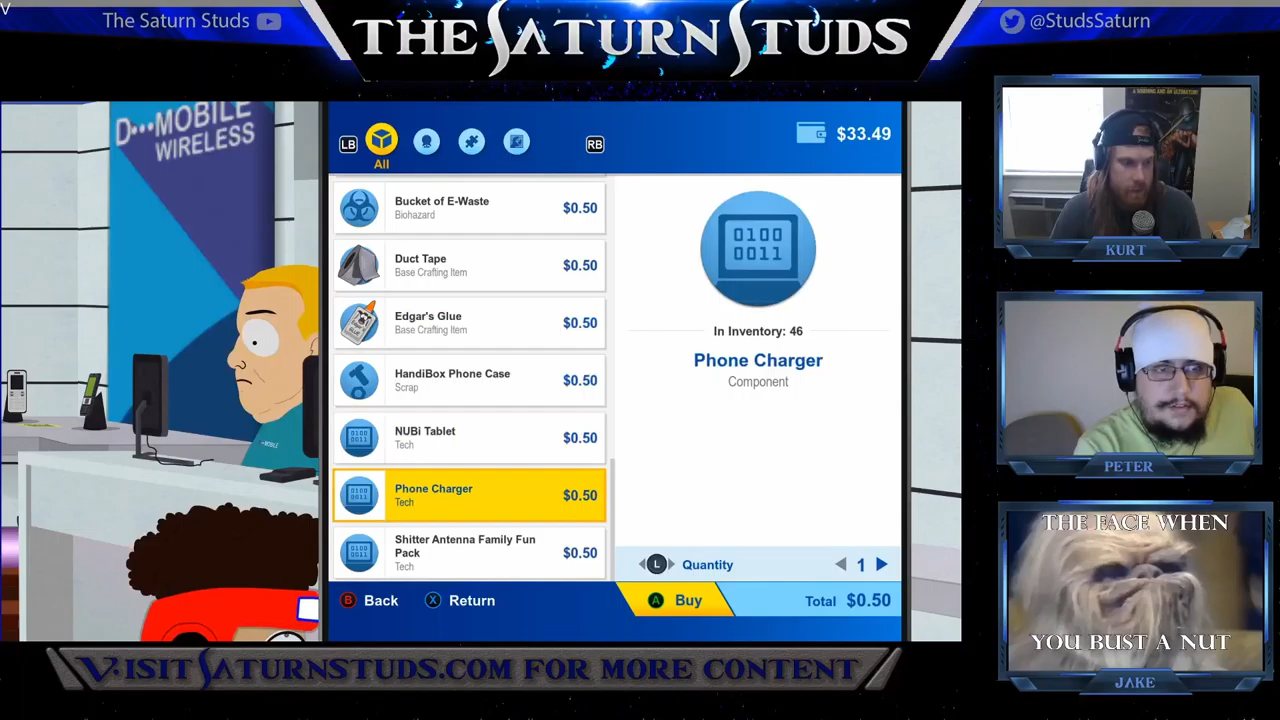 V
The Saturn Studs
THE SATURN STUDS
@StudsSaturn
D···MOBILE
WIRELESS
LB
All
RB
$33.49
Bucket of E-Waste
Biohazard
$0.50
Duct Tape
Base Crafting Item
$0.50
Edgar's Glue
Base Crafting Item
$0.50
HandiBox Phone Case
Scrap
$0.50
NUBi Tablet
Tech
$0.50
Phone Charger
Tech
$0.50
Shitter Antenna Family Fun
Pack
Tech
$0.50
0100
0011
In Inventory: 46
Phone Charger
Component
L Quantity
1
B Back
X Return
A Buy
Total $0.50
KURT
PETER
THE FACE WHEN
YOU BUST A NUT
JAKE
VISIT SATURNSTUDS.COM FOR MORE CONTENT